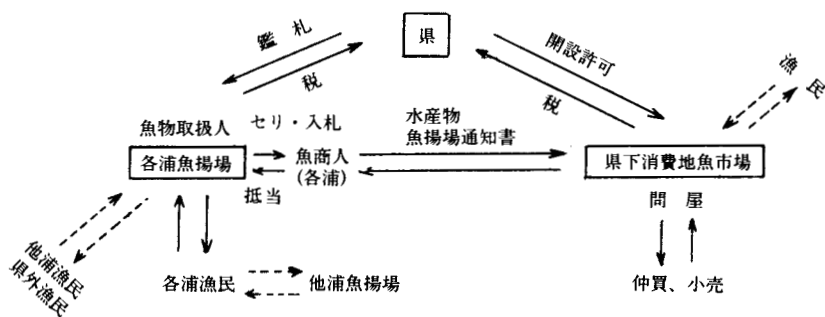 県
鑑札
税
開設許可
税
漁民
魚物取扱人
セリ・入札
水産物
魚揚場通知書
各浦魚揚場
魚商人
(各浦)
県下消費地魚市場
抵当
問屋
他浦漁民
県外漁民
各浦漁民
他浦魚揚場
仲買、小売